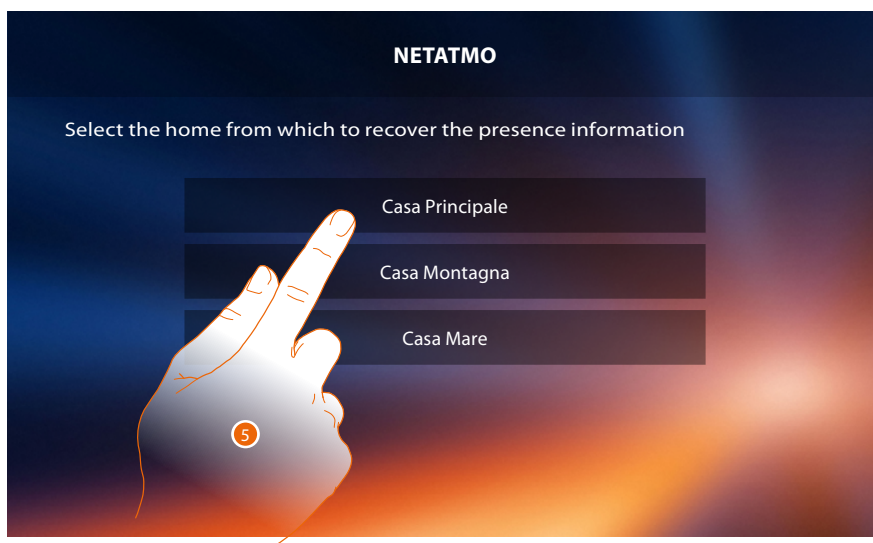 NETATMO
Select the home from which to recover the presence information
Casa Principale
Casa Montagna
Casa Mare
5